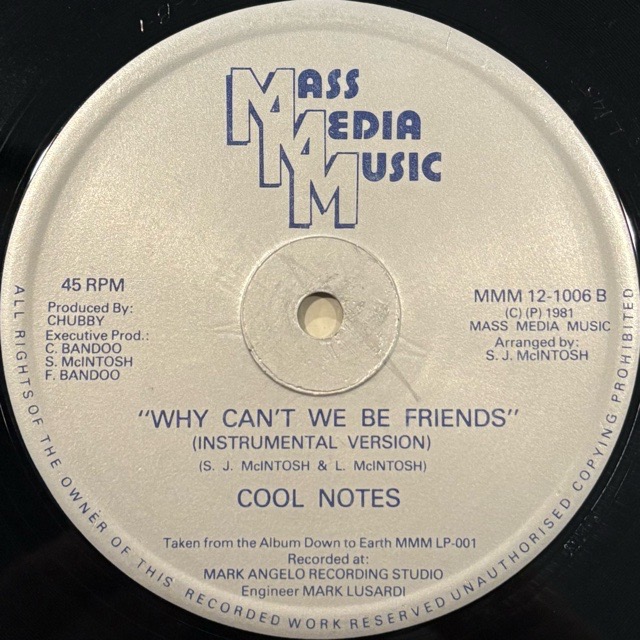 MASS
MEDIA
MUSIC
45 RPM
Produced By:
CHUBBY
Executive Prod.:
C. BANDOO
S. McINTOSH
F. BANDOO
MMM 12-1006 B
(C) (P) 1981
MASS MEDIA MUSIC
Arranged by:
S. J. McINTOSH
"WHY CAN'T WE BE FRIENDS"
(INSTRUMENTAL VERSION)
(S. J. McINTOSH & L. McINTOSH)
COOL NOTES
Taken from the Album Down to Earth MMM LP-001
Recorded at:
MARK ANGELO RECORDING STUDIO
Engineer MARK LUSARDI
ALL RIGHTS OF THE OWNER OF THIS RECORDED WORK RESERVED UNAUTHORISED COPYING PROHIBITED